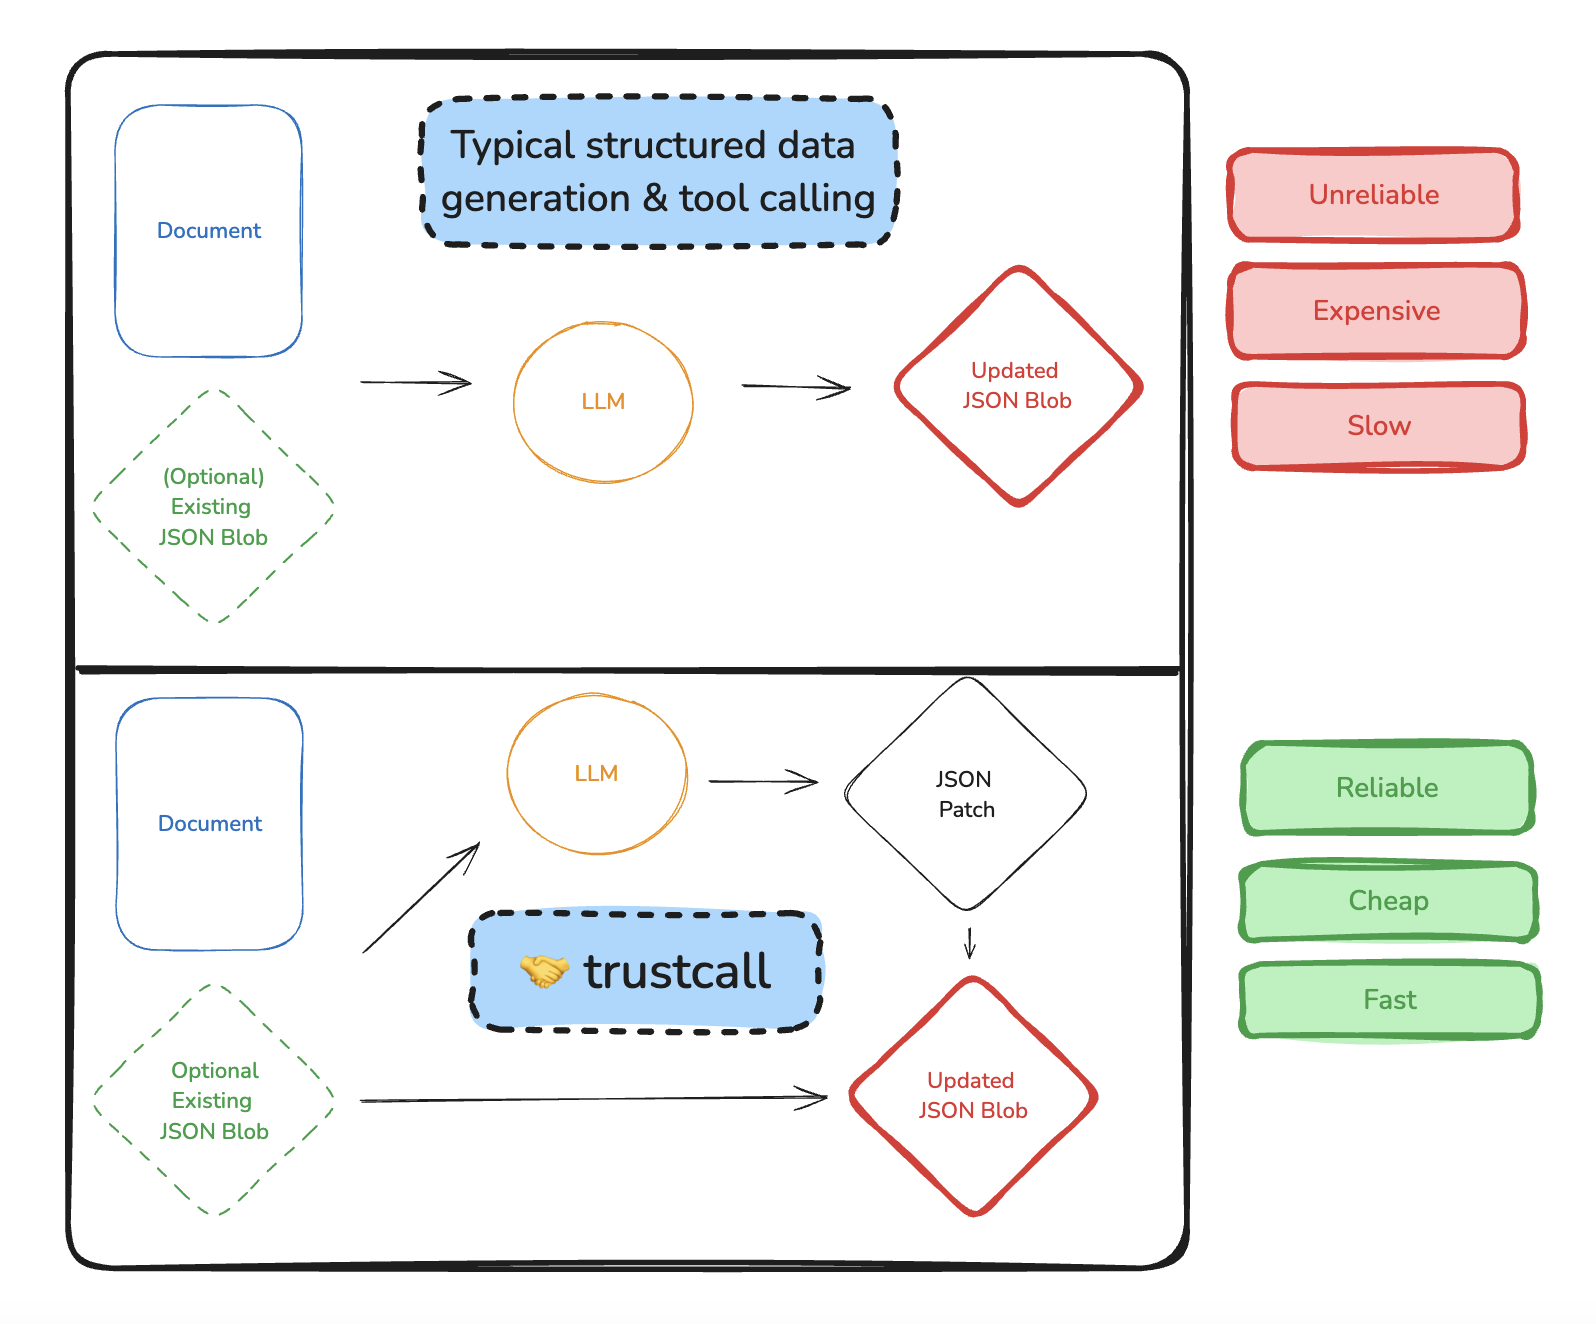 Typical structured data
generation & tool calling
Document
(Optional)
Existing
JSON Blob
LLM
Updated
JSON Blob
Unreliable
Expensive
Slow
Document
Optional
Existing
JSON Blob
LLM
JSON
Patch
🤝 trustcall
Updated
JSON Blob
Reliable
Cheap
Fast